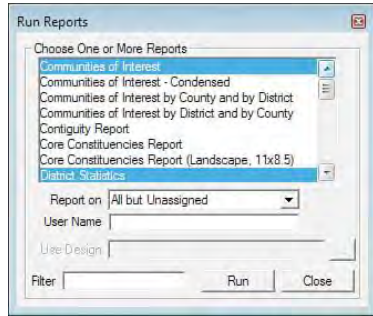 Run Reports
Choose One or More Reports
Communities of Interest
Communities of Interest - Condensed
Communities of Interest by County and by District
Communities of Interest by District and by County
Contiguity Report
Core Constituencies Report
Core Constituencies Report (Landscape, 11x8.5)
District Statistics
Report on All but Unassigned
User Name
Use Design
Filter Run Close